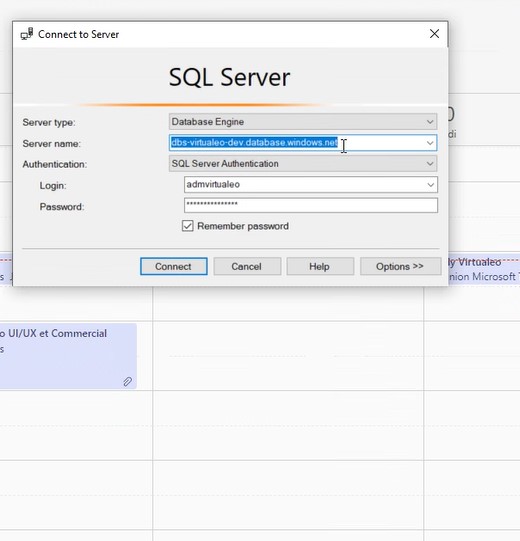 Connect to Server
SQL Server
Server type: Database Engine
Server name: dbs-virtualeo-dev.database.windows.net
Authentication: SQL Server Authentication
Login: admvirtualeo
Password: ***************
Remember password
Connect Cancel Help Options >>
0
di
ly Virtualeo
s J
nion Microsoft T
o UI/UX et Commercial
s